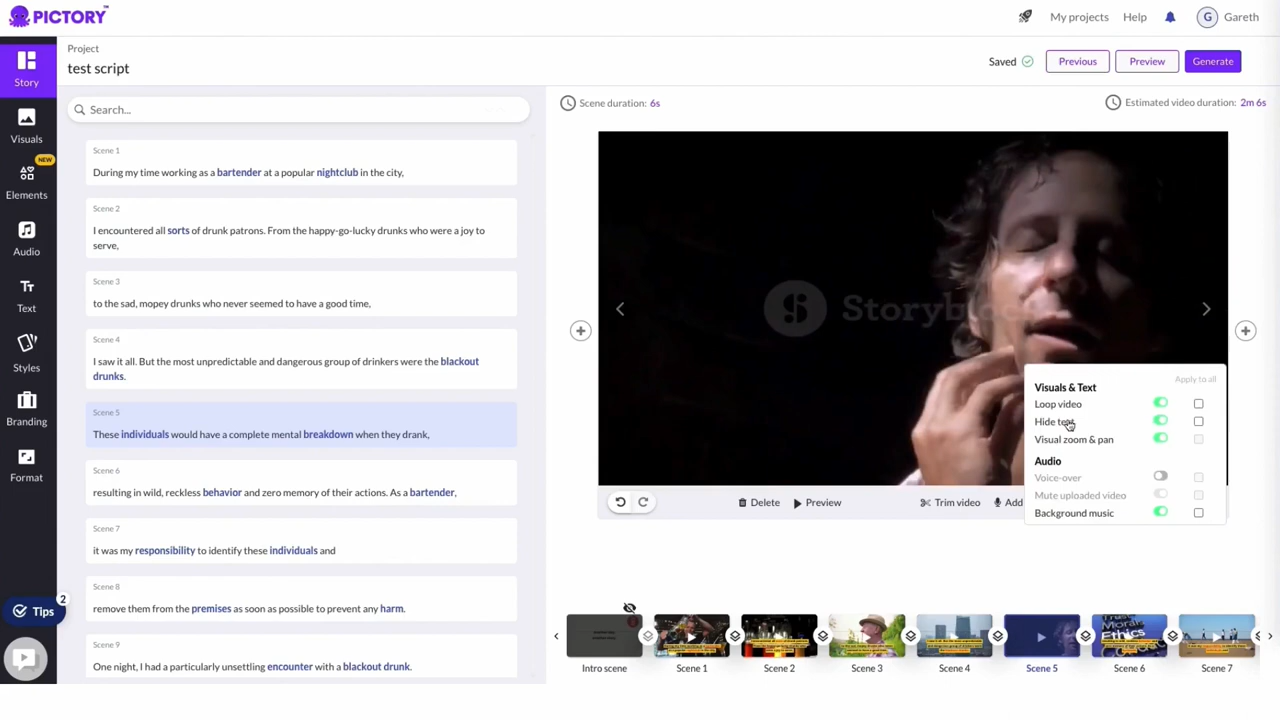 PICTORY™
My projects
Help
G
Gareth
Story
Visuals
NEW
Elements
Audio
Text
Styles
Branding
Format
Tips
2
Project
test script
Saved
Previous
Preview
Generate
Search...
Scene 1
During my time working as a bartender at a popular nightclub in the city,
Scene 2
I encountered all sorts of drunk patrons. From the happy-go-lucky drunks who were a joy to
serve,
Scene 3
to the sad, mopey drunks who never seemed to have a good time,
Scene 4
I saw it all. But the most unpredictable and dangerous group of drinkers were the blackout
drunks.
Scene 5
These individuals would have a complete mental breakdown when they drank,
Scene 6
resulting in wild, reckless behavior and zero memory of their actions. As a bartender,
Scene 7
it was my responsibility to identify these individuals and
Scene 8
remove them from the premises as soon as possible to prevent any harm.
Scene 9
One night, I had a particularly unsettling encounter with a blackout drunk.
Scene duration: 6s
Estimated video duration: 2m 6s
Visuals & Text
Apply to all
Loop video
Hide text
Visual zoom & pan
Audio
Voice-over
Mute uploaded video
Background music
Delete
Preview
Trim video
Add
Intro scene
Scene 1
Scene 2
Scene 3
Scene 4
Scene 5
Ethics
Scene 6
Scene 7